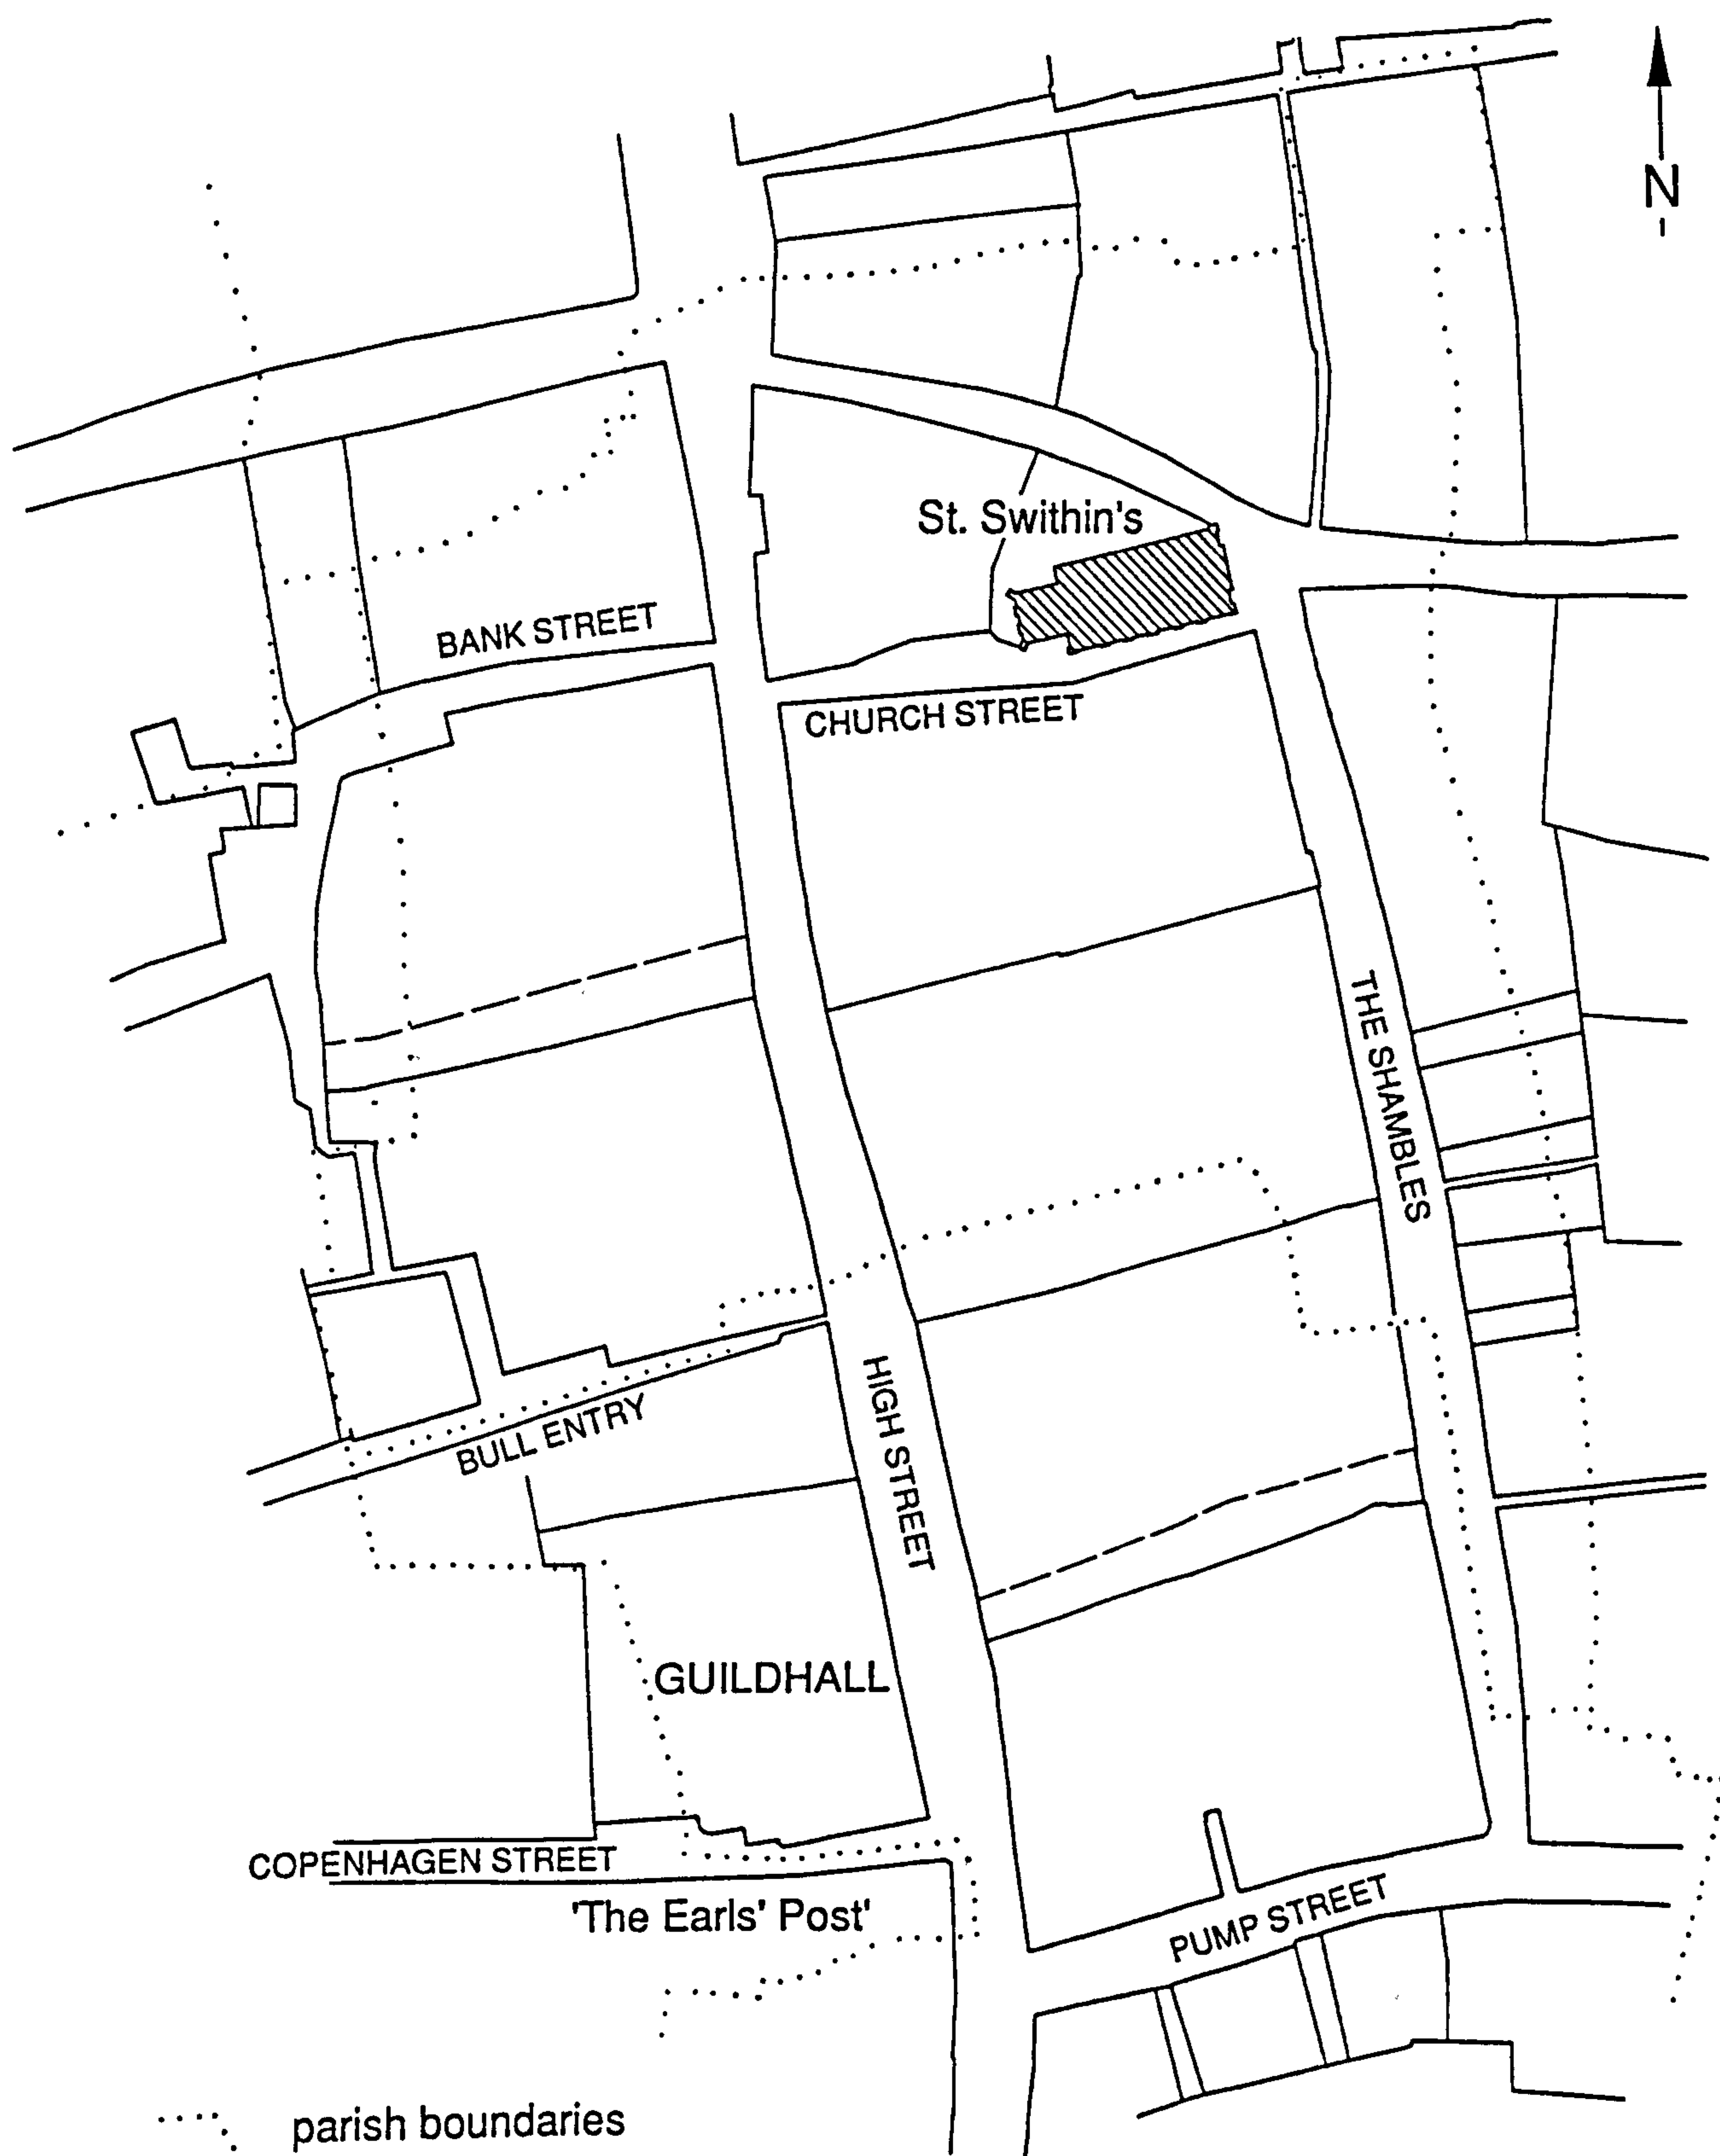 N
St. Swithin's
BANK STREET
CHURCH STREET
THE SHAMBLES
HIGH STREET
BULL ENTRY
GUILDHALL
COPENHAGEN STREET
'The Earls' Post'
PUMP STREET
parish boundaries